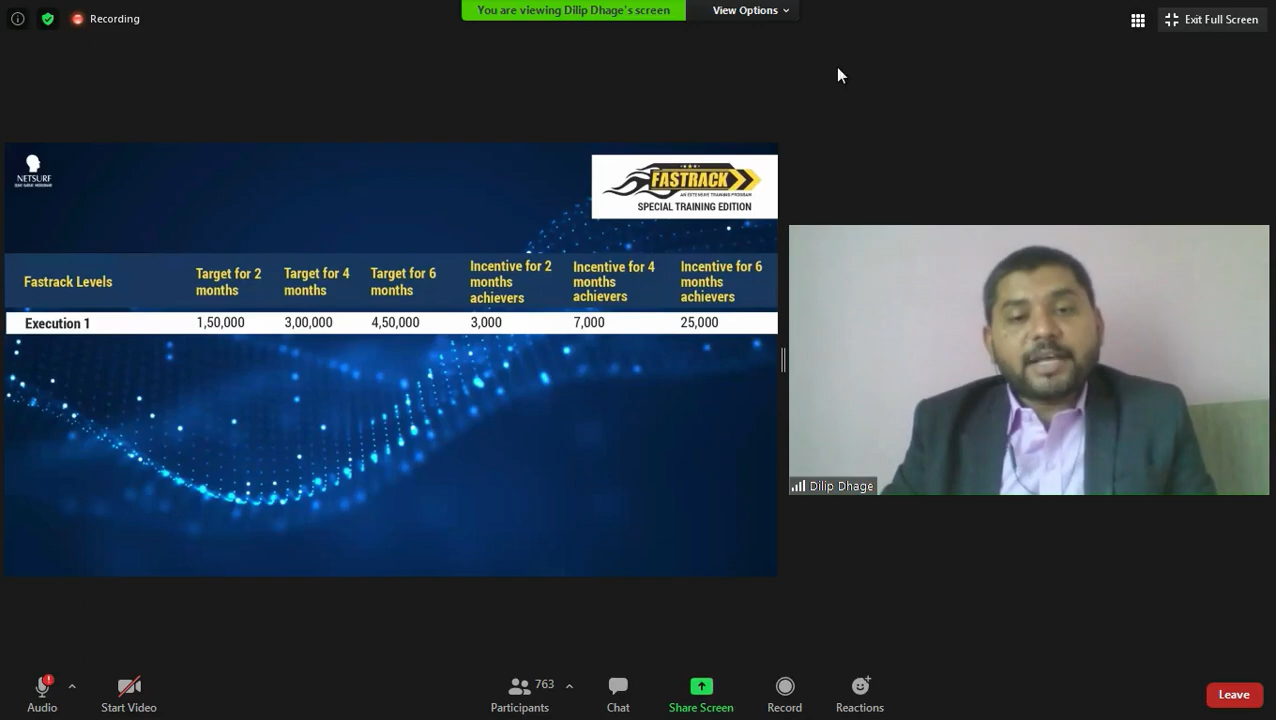 Recording
You are viewing Dilip Dhage's screen
View Options
Exit Full Screen
NETSURF
FASTRACK
AN EXTENSIVE TRAINING PROGRAM
SPECIAL TRAINING EDITION
Fastrack Levels
Target for 2 months
Target for 4 months
Target for 6 months
Incentive for 2 months achievers
Incentive for 4 months achievers
Incentive for 6 months achievers
Execution 1 1,50,000 3,00,000 4,50,000 3,000 7,000 25,000
Dilip Dhage
Audio
Start Video
763
Participants
Chat
Share Screen
Record
Reactions
Leave